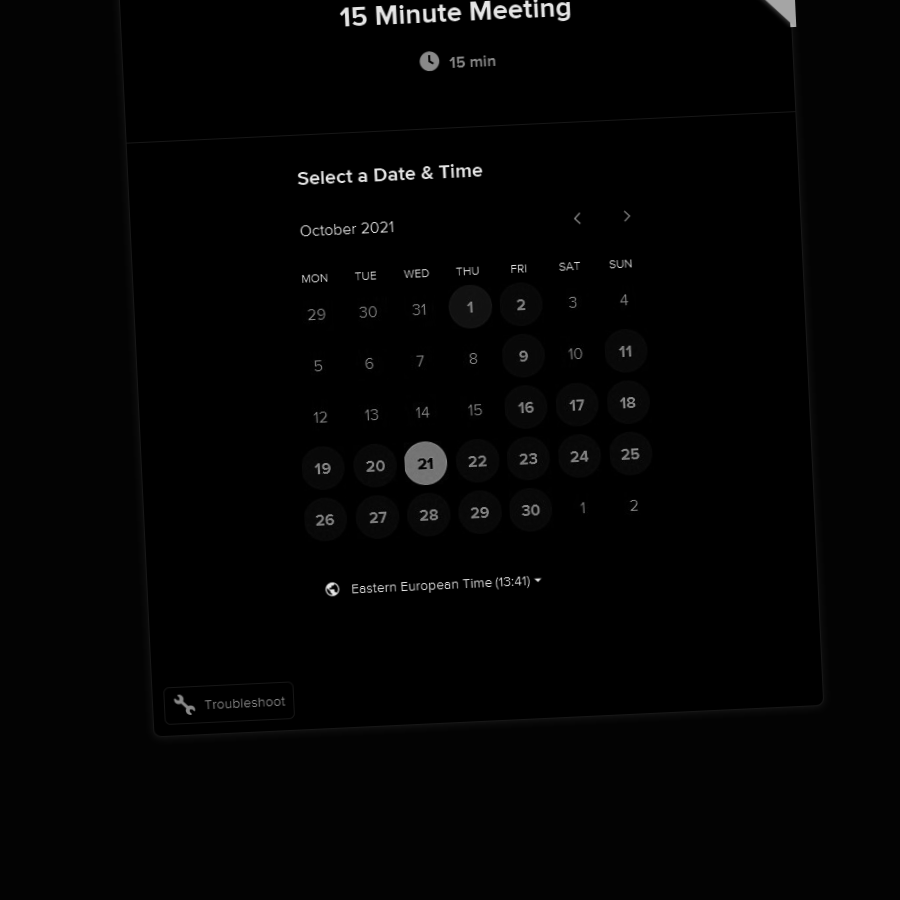 15 Minute Meeting
15 min
Select a Date & Time
October 2021
MON TUE WED THU FRI SAT SUN
29 30 31 1 2 3 4
5 6 7 8 9 10 11
12 13 14 15 16 17 18
19 20 21 22 23 24 25
26 27 28 29 30 1 2
Eastern European Time (13:41)
Troubleshoot